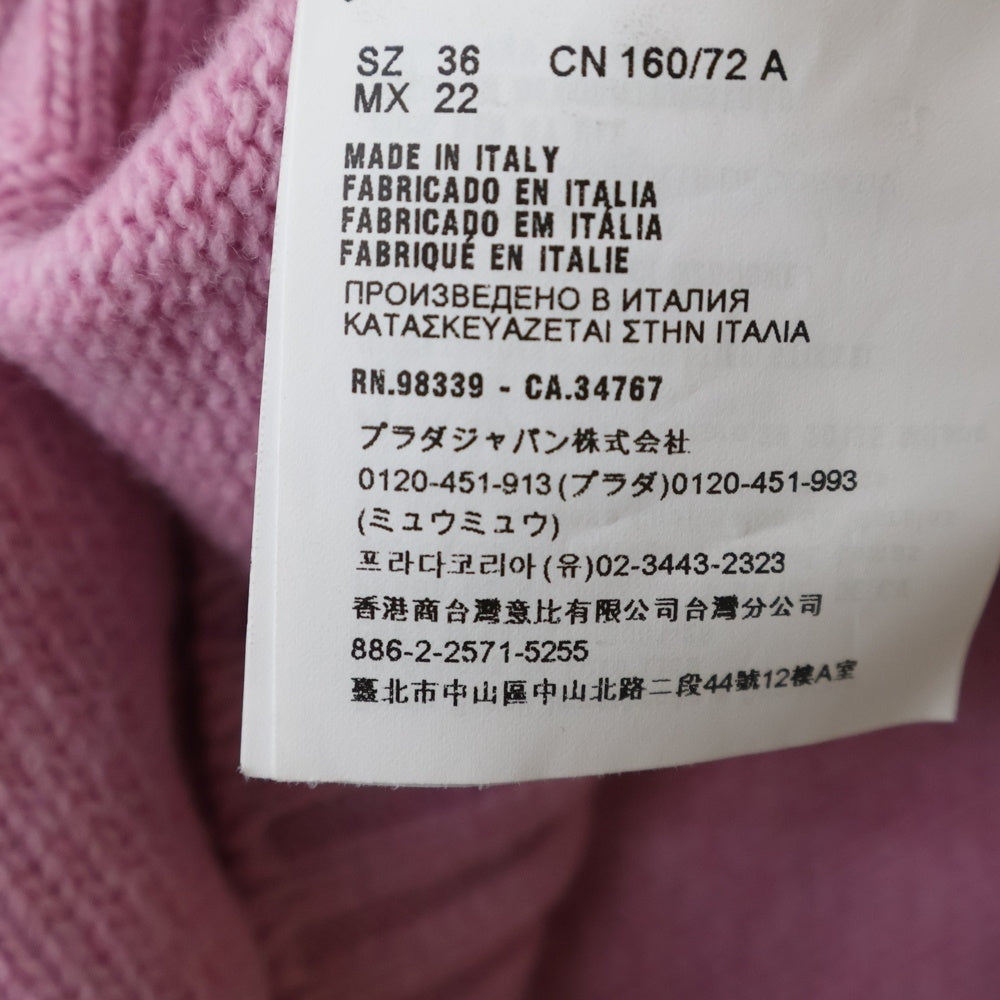 SZ 36 CN 160/72 A
MX 22
MADE IN ITALY
FABRICADO EN ITALIA
FABRICADO EM ITÁLIA
FABRIQUÉ EN ITALIE
ПРОИЗВЕДЕНО В ИТАЛИЯ
ΚΑΤΑΣΚΕΥΑΖΕΤΑΙ ΣΤΗΝ ΙΤΑΛΙΑ
RN.98339 - CA.34767
プラダジャパン株式会社
0120-451-913(プラダ)0120-451-993
(ミュウミュウ)
프라다코리아(유)02-3443-2323
香港商台灣意比有限公司台灣分公司
886-2-2571-5255
臺北市中山區中山北路二段44號12樓A室